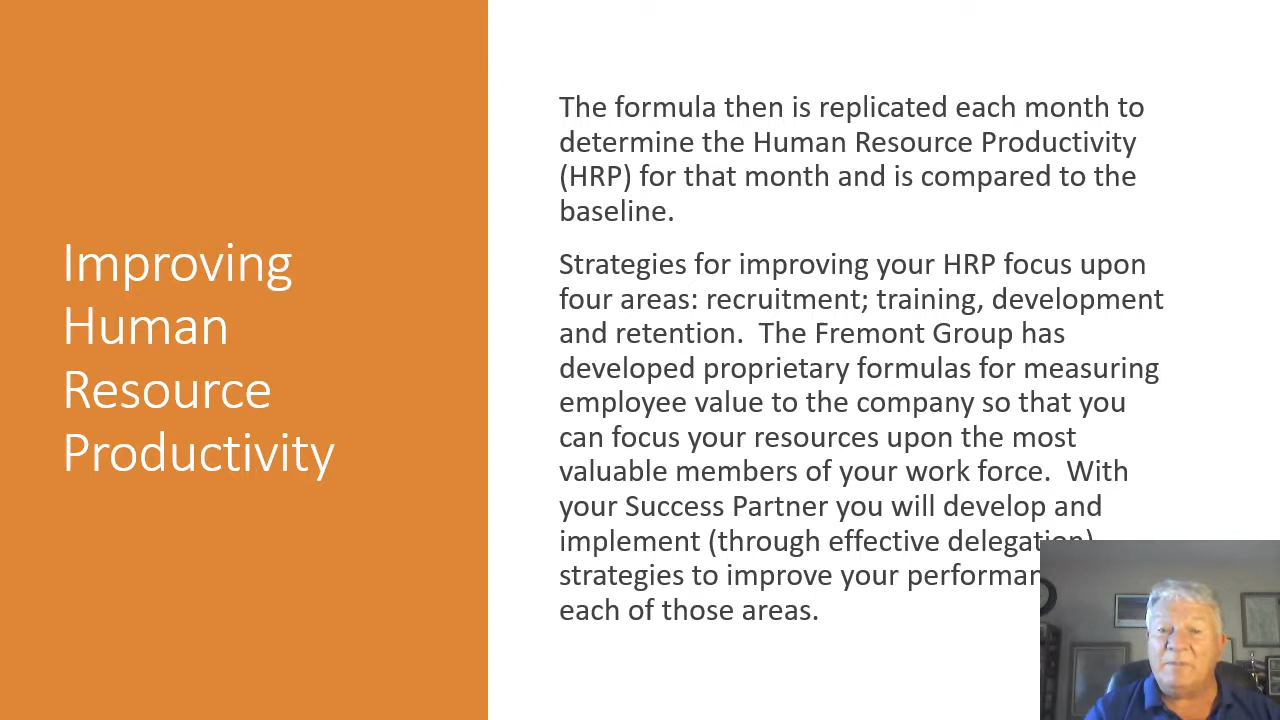 Improving
Human
Resource
Productivity
The formula then is replicated each month to
determine the Human Resource Productivity
(HRP) for that month and is compared to the
baseline.
Strategies for improving your HRP focus upon
four areas: recruitment; training, development
and retention.  The Fremont Group has
developed proprietary formulas for measuring
employee value to the company so that you
can focus your resources upon the most
valuable members of your work force.  With
your Success Partner you will develop and
implement (through effective delegation)
strategies to improve your
each of those areas.